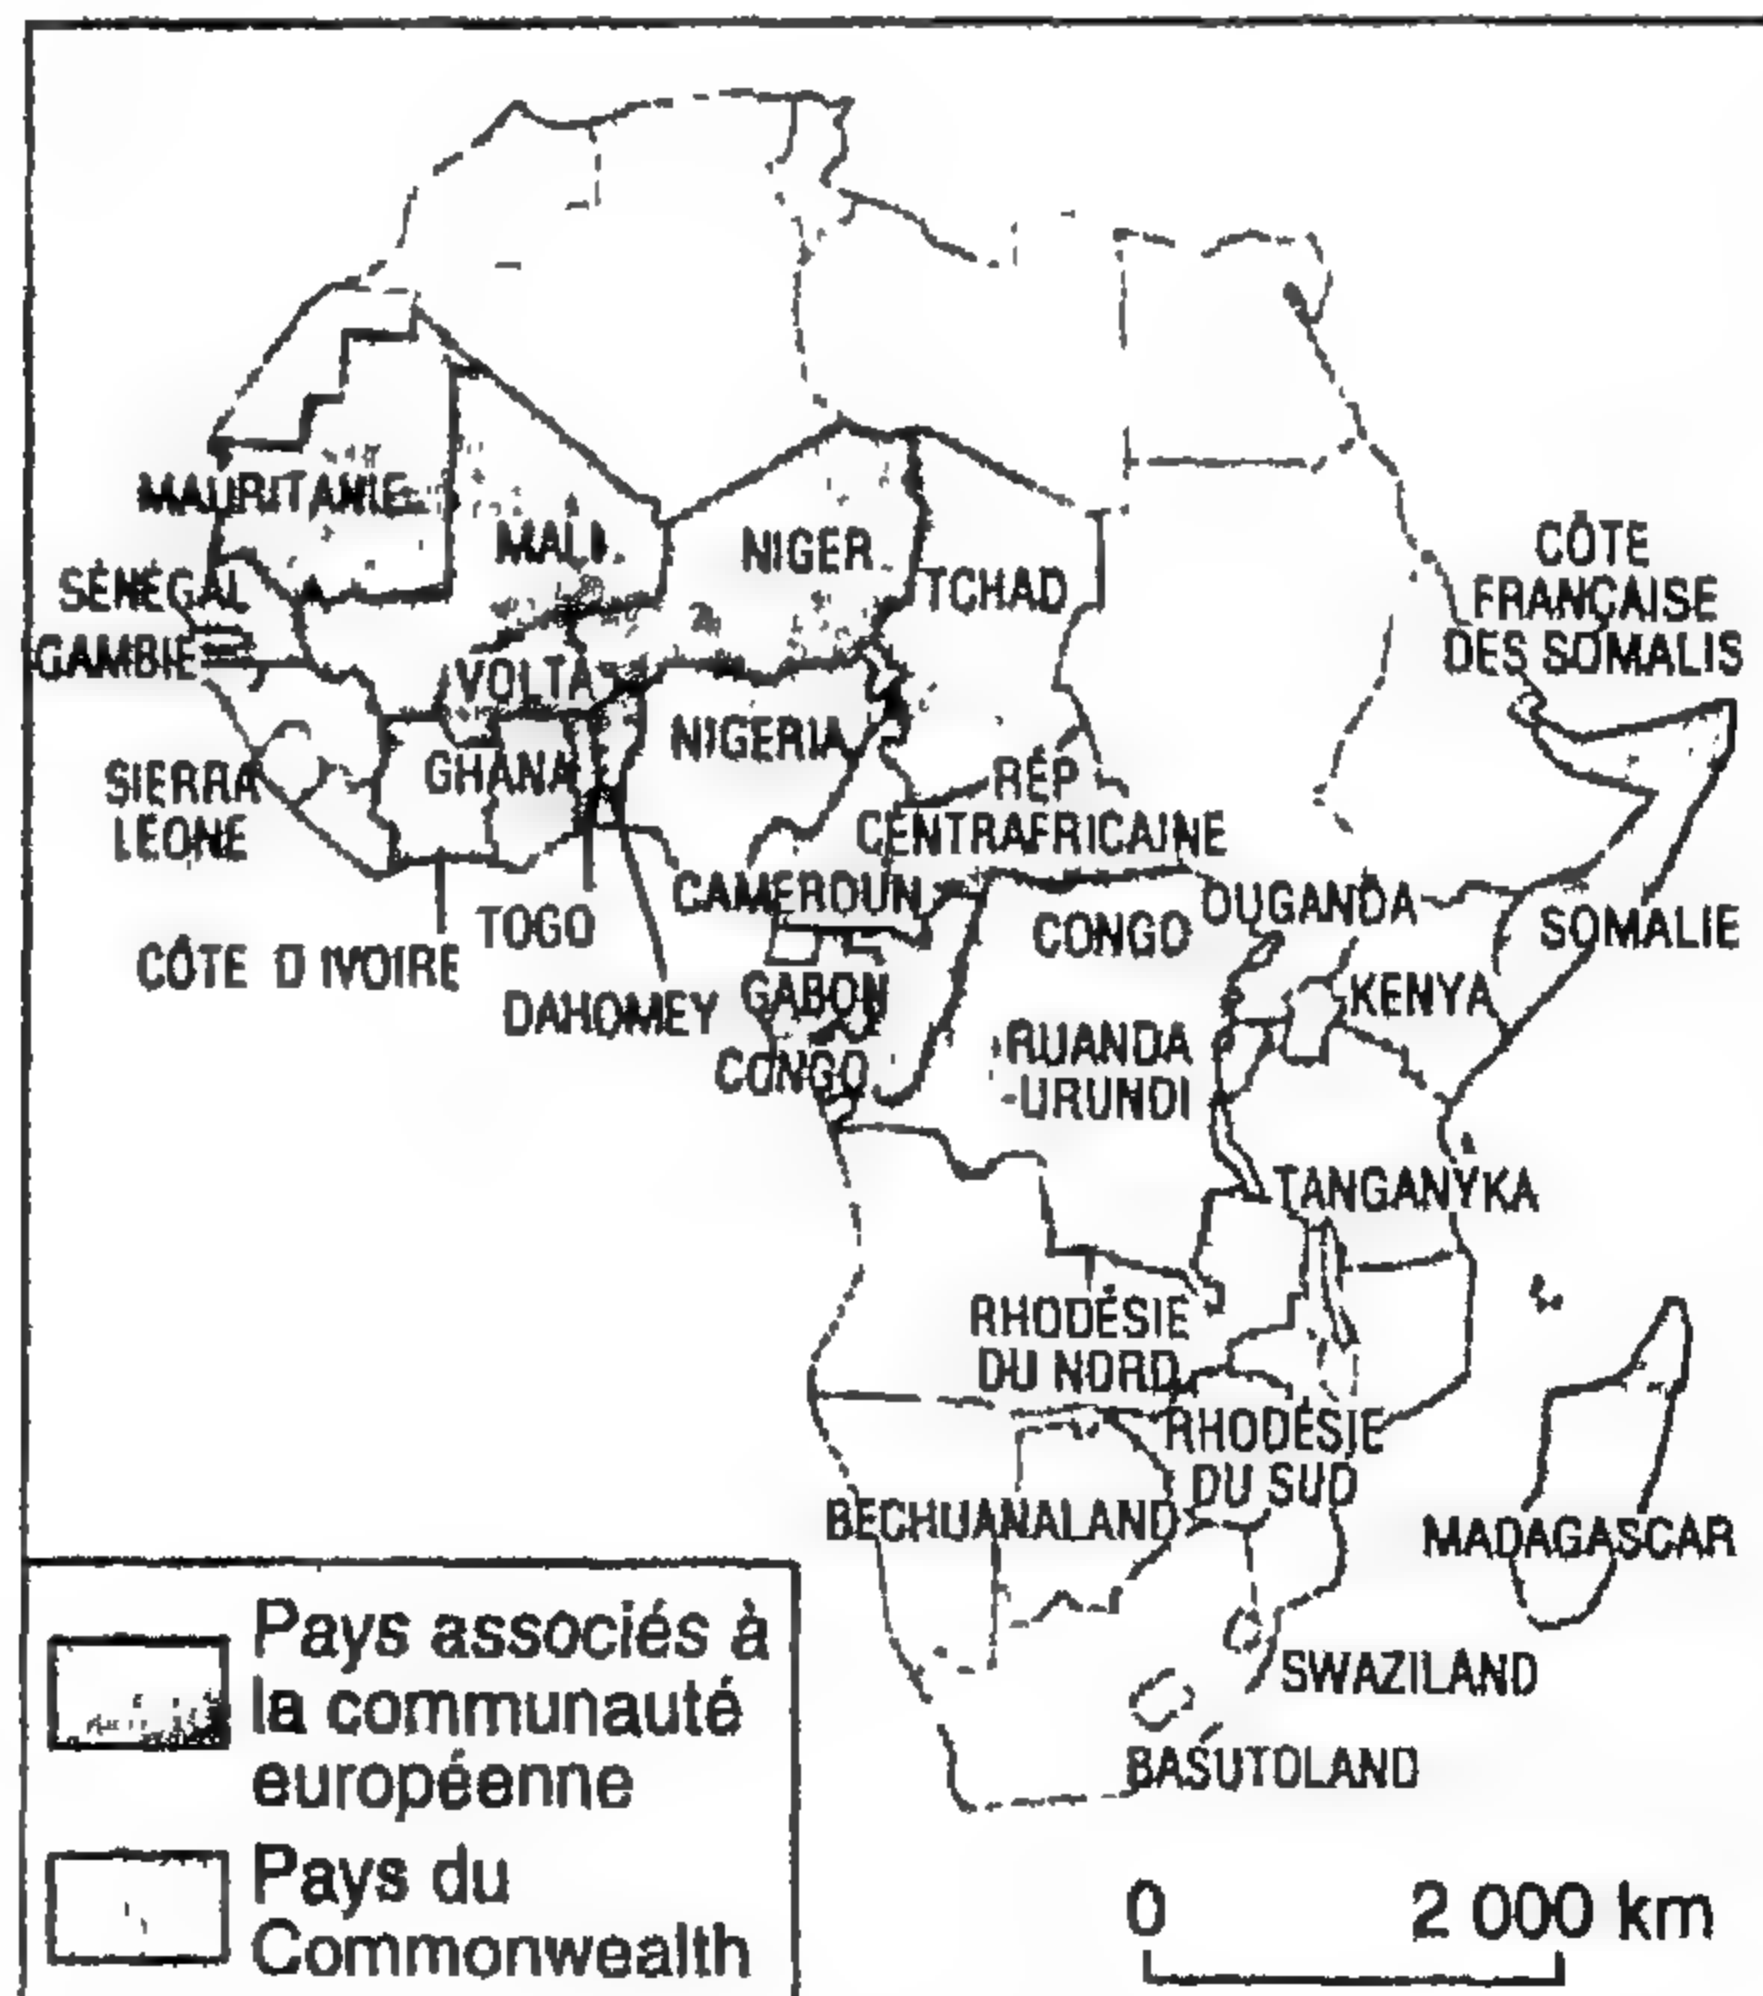 MAURITANIE
MALI
NIGER
TCHAD
CÔTE
FRANÇAISE
DES SOMALIS
SÉNÉGAL
GAMBIE
VOLTA
NIGERIA
GHANA
SIERRA
LEONE
RÉP
CENTRAFRICAINE
CAMEROUN
OUGANDA
CONGO
SOMALIE
TOGO
CÔTE D IVOIRE
DAHOMEY
GABON
KENYA
CONGO
RUANDA
URUNDI
TANGANYKA
RHODÉSIE
DU NORD
RHODÉSIE
DU SUD
BECHUANALAND
MADAGASCAR
SWAZILAND
BASUTOLAND
Pays associés à
la communauté
européenne
Pays du
Commonwealth
0 2 000 km